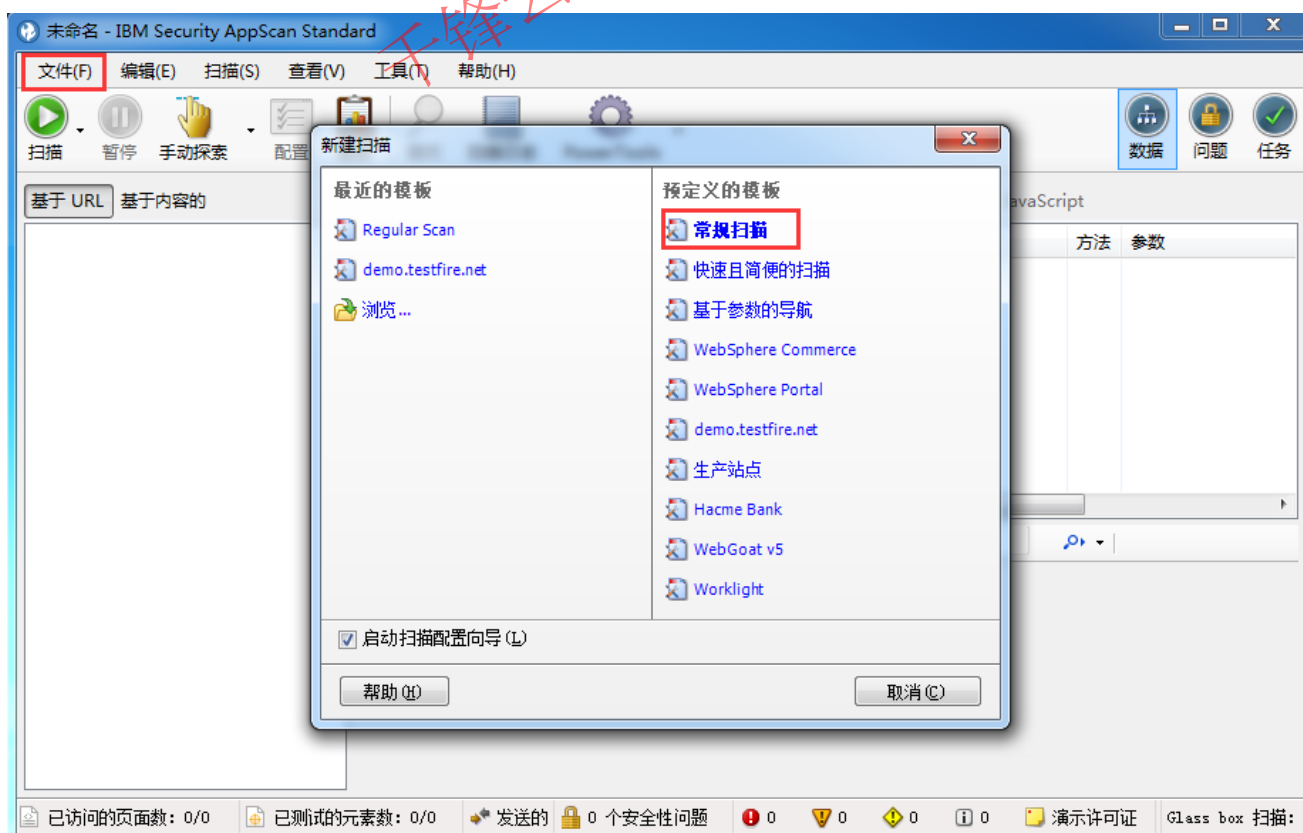 未命名 - IBM Security AppScan Standard
文件(F) 编辑(E) 扫描(S) 查看(V) 工具(T) 帮助(H)
扫描 暂停 手动探索 配置 数据 问题 任务
基于 URL 基于内容的 avaScript
方法 参数
新建扫描
最近的模板
Regular Scan
demo.testfire.net
浏览...
预定义的模板
常规扫描
快速且简便的扫描
基于参数的导航
WebSphere Commerce
WebSphere Portal
demo.testfire.net
生产站点
Hacme Bank
WebGoat v5
Worklight
启动扫描配置向导(L)
帮助(H) 取消(C)
已访问的页面数: 0/0 已测试的元素数: 0/0 发送的 0 个安全性问题 0 0 0 0 演示许可证 Glass box 扫描:
千锋